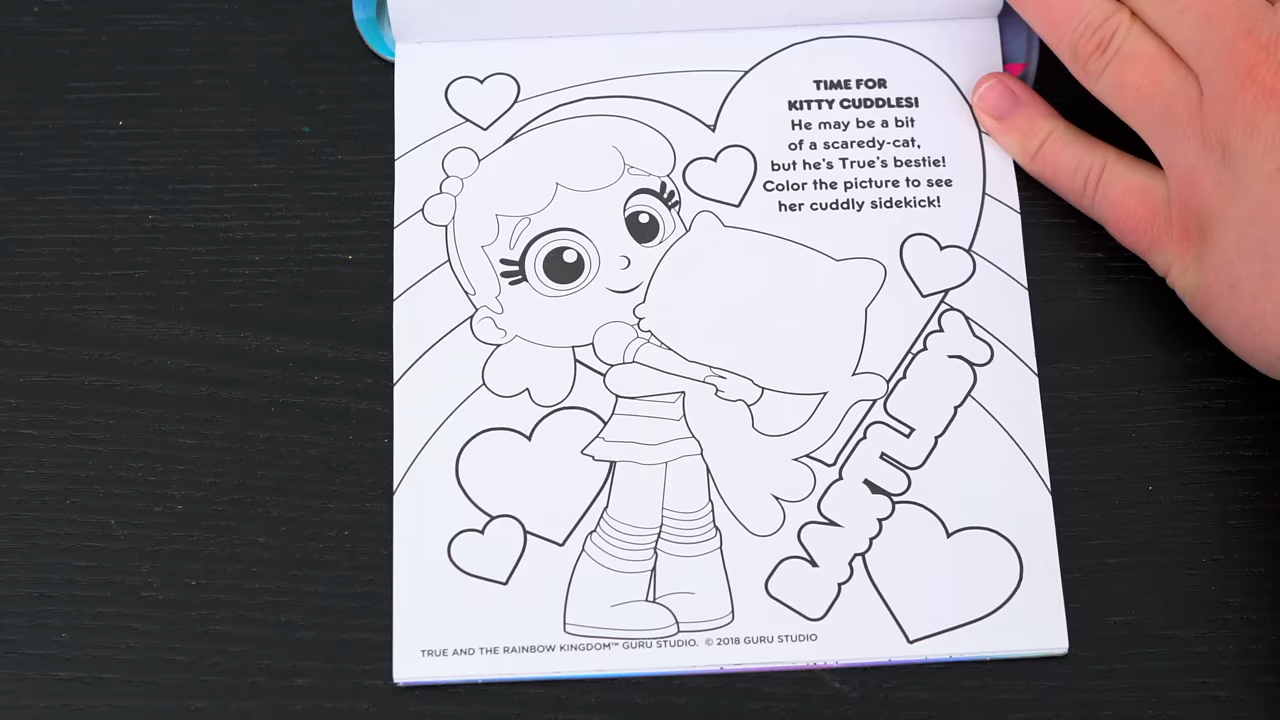 TIME FOR
KITTY CUDDLES!
He may be a bit
of a scaredy-cat,
but he's True's bestie!
Color the picture to see
her cuddly sidekick!
TRUE AND THE RAINBOW KINGDOM™ GURU STUDIO. © 2018 GURU STUDIO